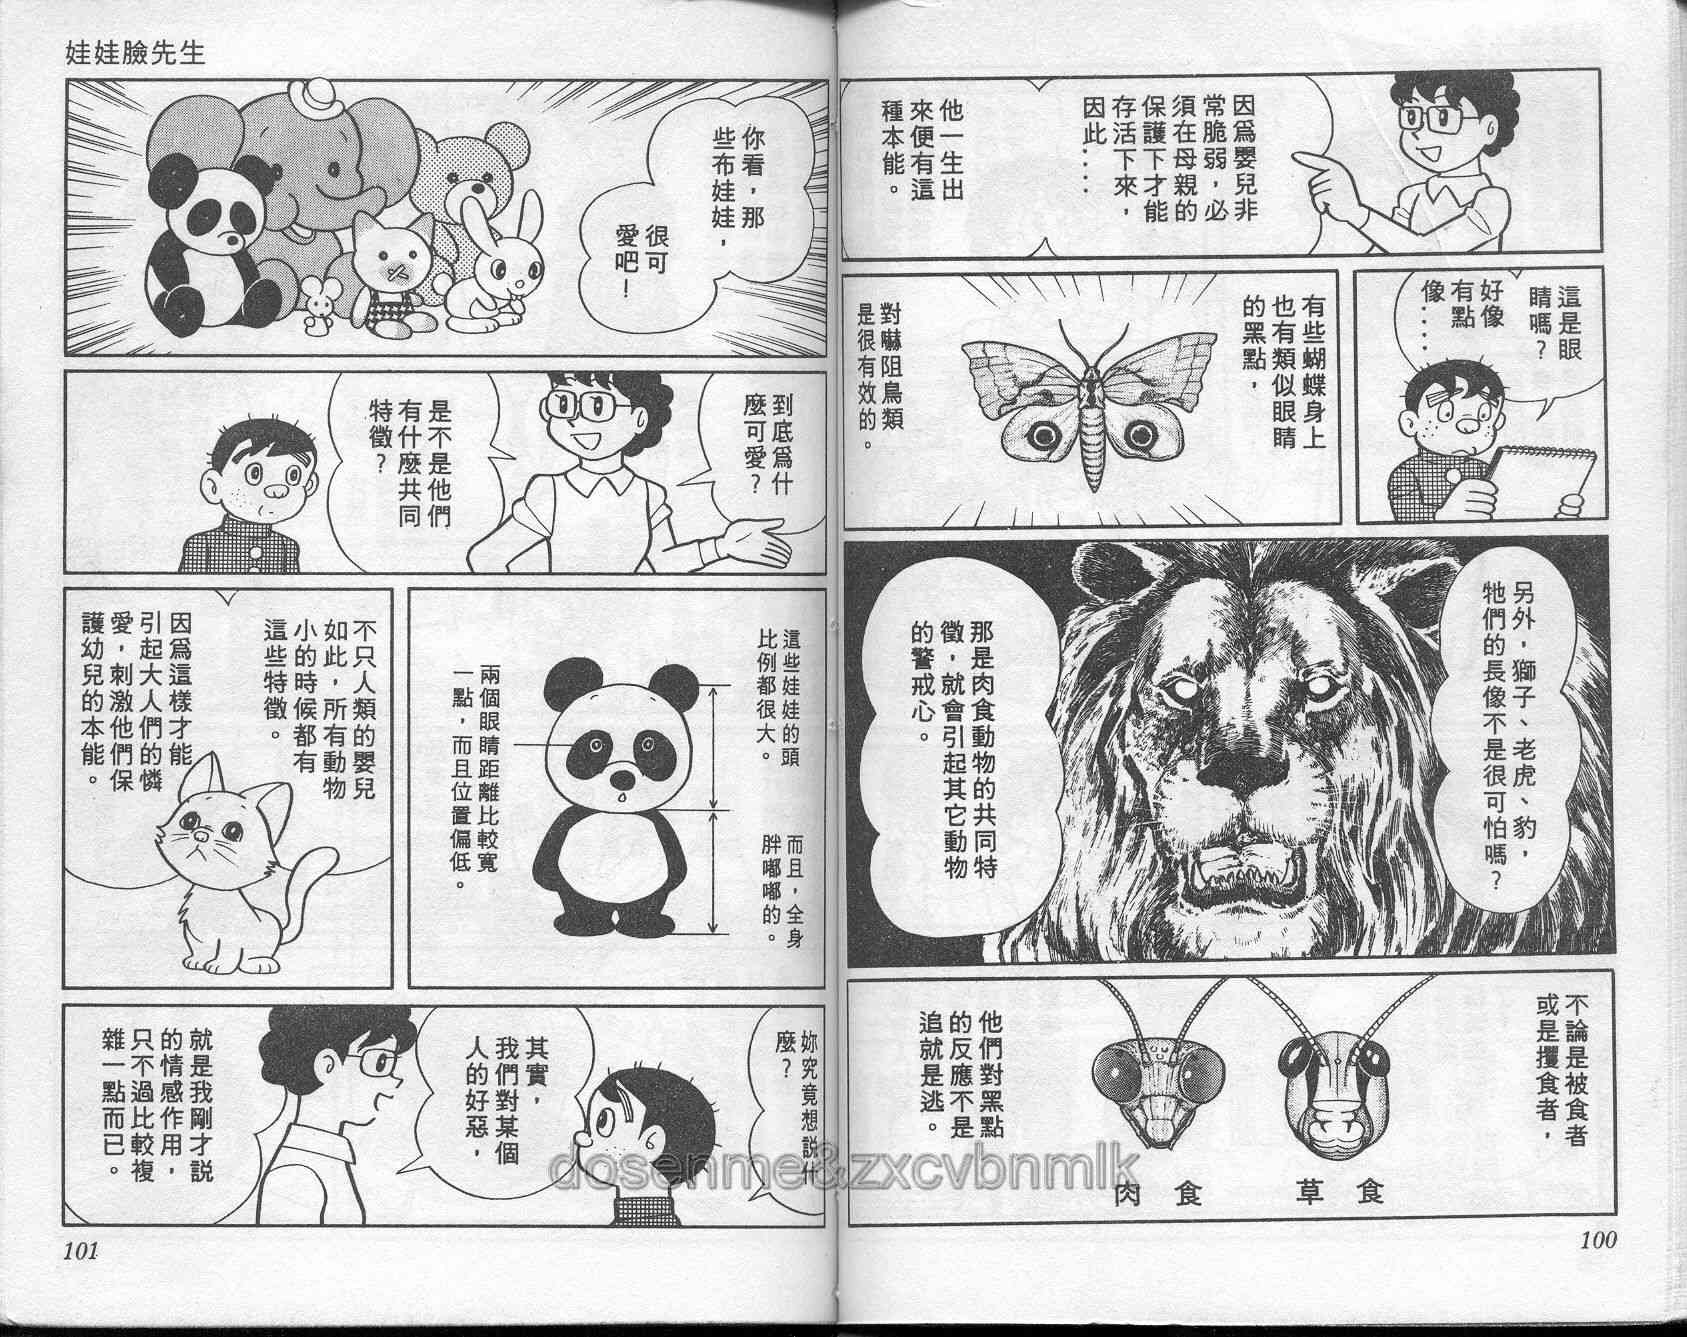 因爲嬰兒非
常脆弱，必
須在母親的
保護下才能
存活下來，
因此……
他一生出
來便有這
種本能。
這是眼
睛嗎？
好像
有點
像……
有些蝴蝶身上
也有類似眼睛
的黑點，
對嚇阻鳥類
是很有效的。
另外，獅子、老虎、豹，
牠們的長像不是很可怕嗎？
那是肉食動物的共同特
徵，就會引起其它動物
的警戒心。
不論是被食者
或是攫食者，
他們對黑點
的反應不是
追就是逃。
肉食
草食
100
娃娃臉先生
你看，那
些布娃娃，
很可
愛吧！
到底爲什
麼可愛？
是不是他們
有什麼共同
特徵？
這些娃娃的頭
比例都很大。
而且，全身
胖嘟嘟的。
兩個眼睛距離比較寬
一點，而且位置偏低。
不只人類的嬰兒
如此，所有動物
小的時候都有
這些特徵。
因爲這樣才能
引起大人們的憐
愛，刺激他們保
護幼兒的本能。
妳究竟想説什
麼？
其實，
我們對某個
人的好惡，
就是我剛才説
的情感作用，
只不過比較複
雜一點而已。
101
dosenme&zxcvbnmlk